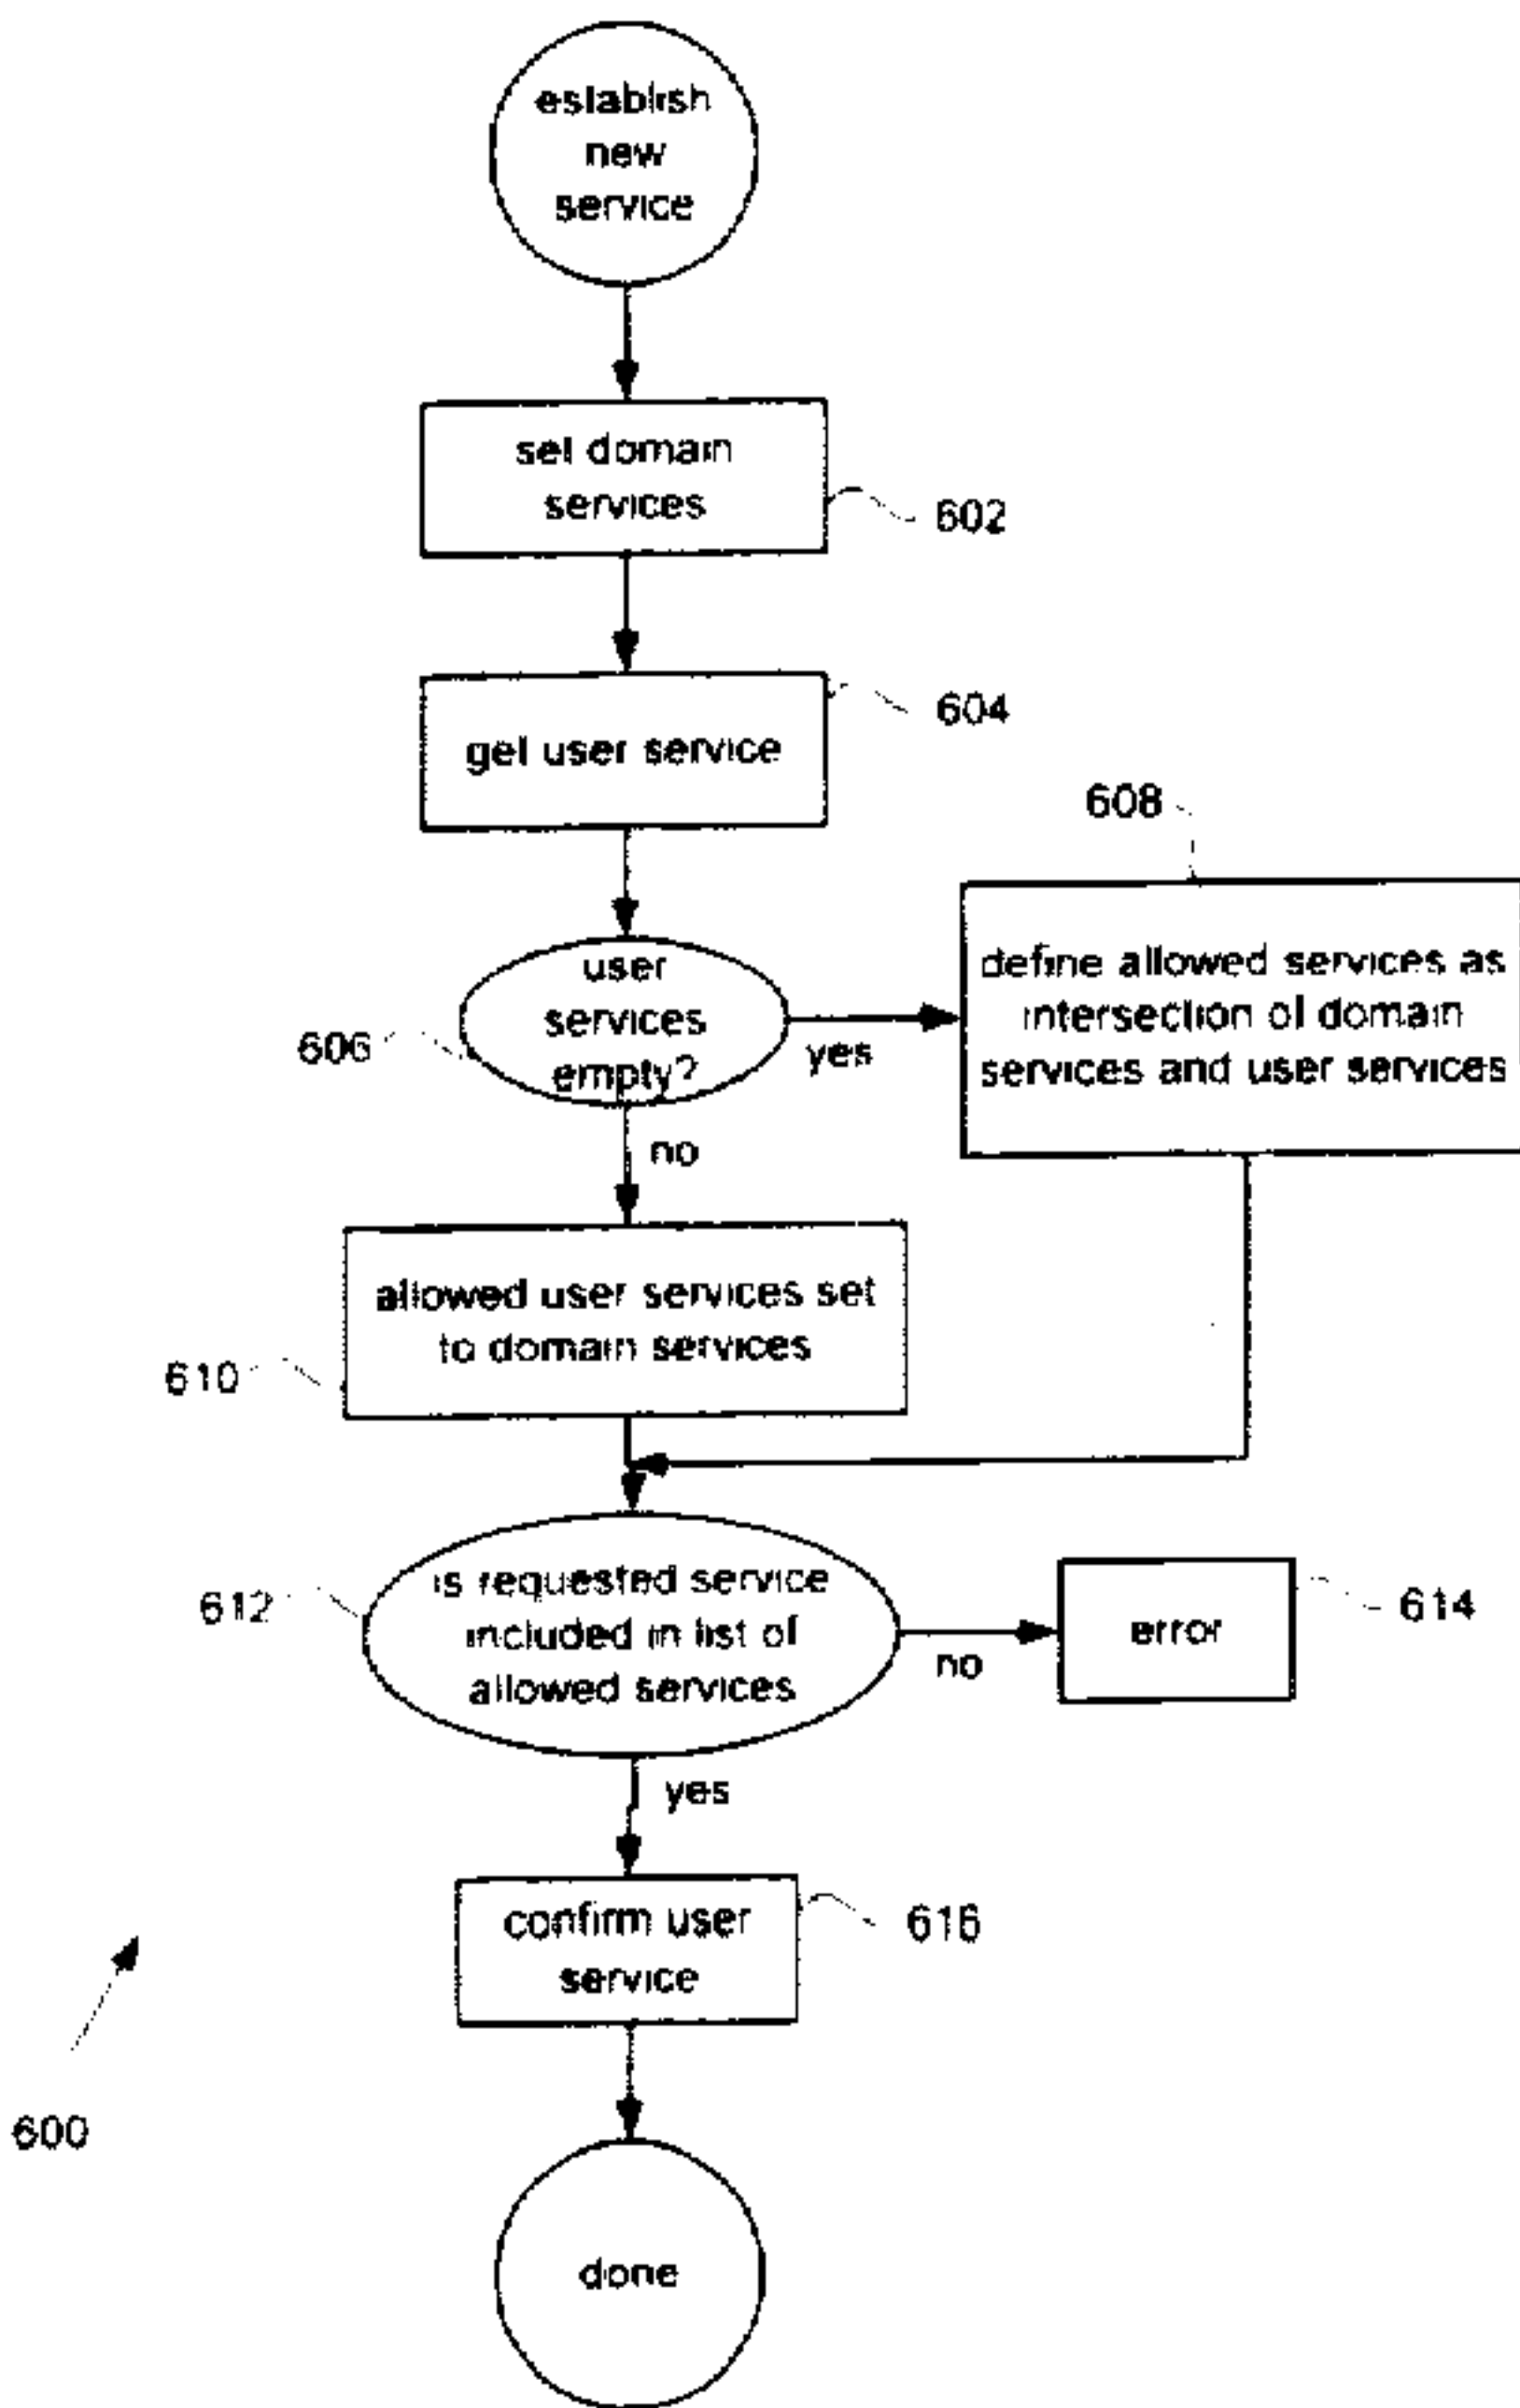 establish
new
service
set domain
services
602
604
get user service
608
define allowed services as
intersection of domain
services and user services
user
services
empty?
606
yes
no
allowed user services set
to domain services
610
is requested service
included in list of
allowed services
612
614
error
no
yes
confirm user
service
616
600
done